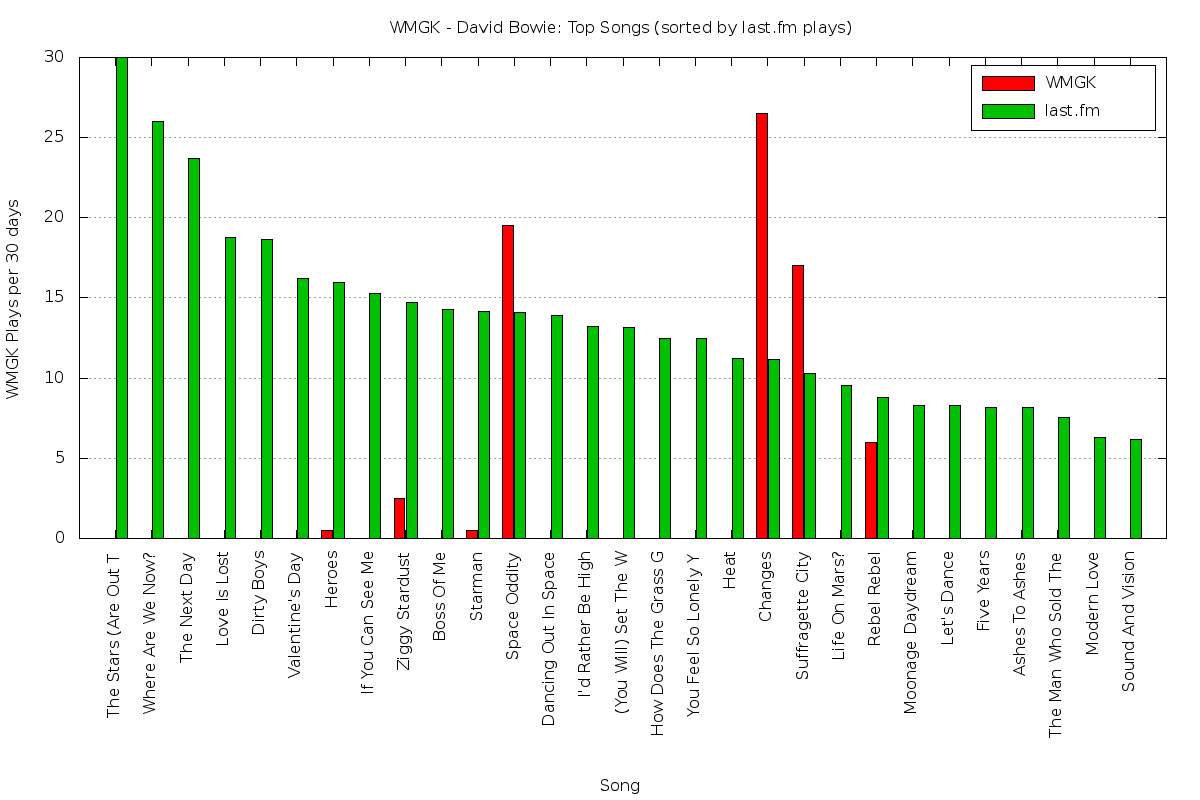 WMGK - David Bowie: Top Songs (sorted by last.fm plays)
WMGK
last.fm
30
25
20
15
10
5
0
WMGK Plays per 30 days
The Stars (Are Out T
Where Are We Now?
The Next Day
Love Is Lost
Dirty Boys
Valentine's Day
Heroes
If You Can See Me
Ziggy Stardust
Boss Of Me
Starman
Space Oddity
Dancing Out In Space
I'd Rather Be High
(You Will) Set The W
How Does The Grass G
You Feel So Lonely Y
Heat
Changes
Suffragette City
Life On Mars?
Rebel Rebel
Moonage Daydream
Let's Dance
Five Years
Ashes To Ashes
The Man Who Sold The
Modern Love
Sound And Vision
Song